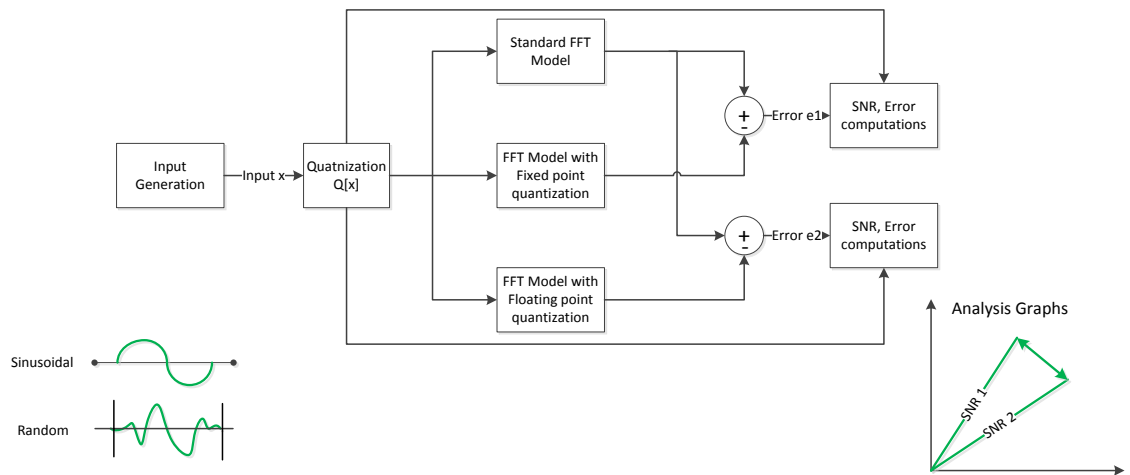 Standard FFT
Model
SNR, Error
computations
Error e1
+
-
Input
Generation
Input x
Quatnization
Q[x]
FFT Model with
Fixed point
quantization
SNR, Error
computations
Error e2
+
-
FFT Model with
Floating point
quantization
Analysis Graphs
Sinusoidal
SNR 1
SNR 2
Random